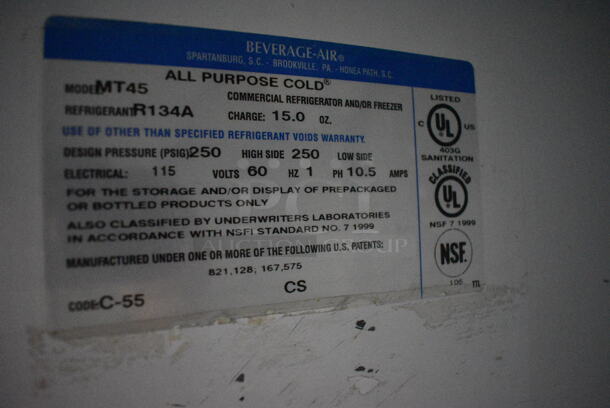 BEVERAGE-AIR®
SPARTANBURG, S.C. - BROOKVILLE, PA. - HONEA PATH, S.C.
ALL PURPOSE COLD®
MODEL MT45
COMMERCIAL REFRIGERATOR AND/OR FREEZER
REFRIGERANT R134A CHARGE: 15.0 OZ.
USE OF OTHER THAN SPECIFIED REFRIGERANT VOIDS WARRANTY.
DESIGN PRESSURE (PSIG) 250 HIGH SIDE 250 LOW SIDE
ELECTRICAL: 115 VOLTS 60 HZ 1 PH 10.5 AMPS
FOR THE STORAGE AND/OR DISPLAY OF PREPACKAGED
OR BOTTLED PRODUCTS ONLY
ALSO CLASSIFIED BY UNDERWRITERS LABORATORIES
IN ACCORDANCE WITH NSFI STANDARD NO. 7 1999
MANUFACTURED UNDER ONE OR MORE OF THE FOLLOWING U.S. PATENTS:
821,128; 167,575
CS
CODE: C-55
LISTED
C UL US
403G
SANITATION
CLASSIFIED
UL
NSF 7 1999
NSF.
106 m